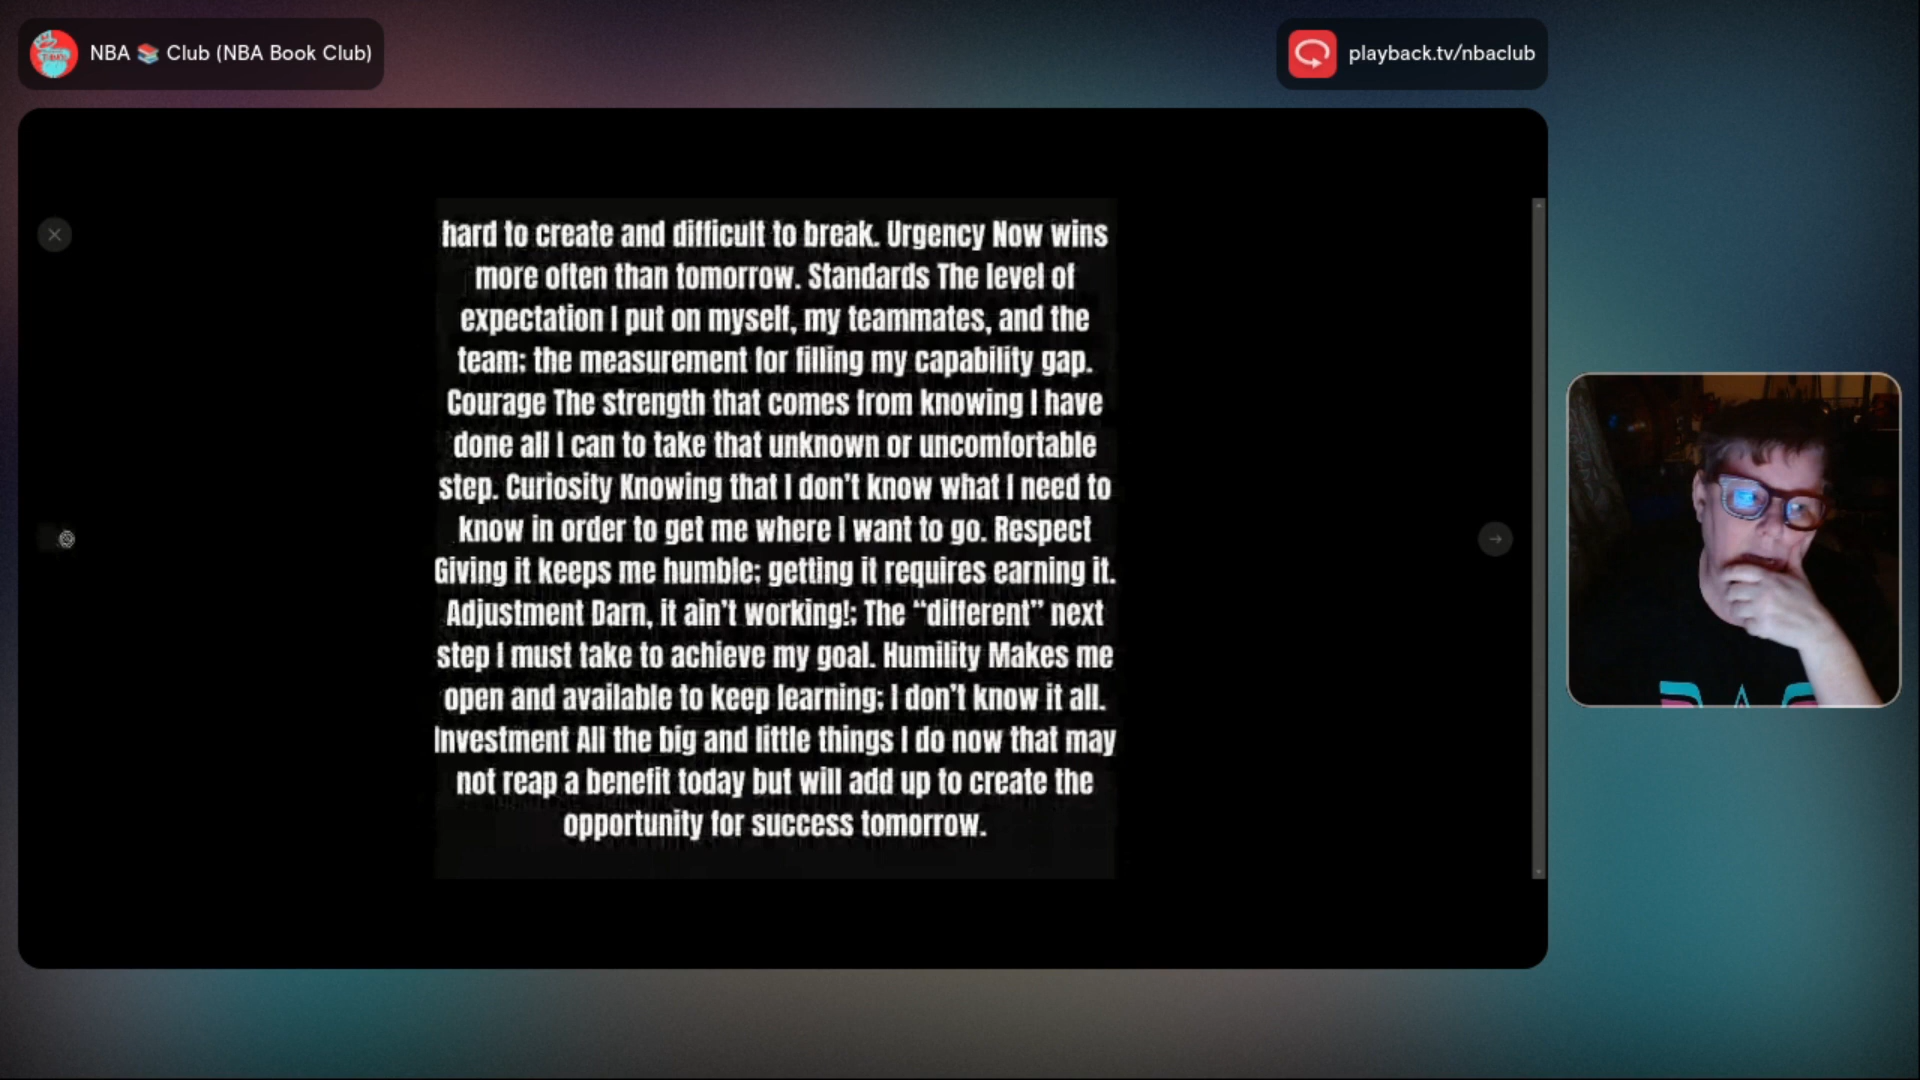 NBA 📚 Club (NBA Book Club)
playback.tv/nbaclub
hard to create and difficult to break. Urgency Now wins
more often than tomorrow. Standards The level of
expectation I put on myself, my teammates, and the
team; the measurement for filling my capability gap.
Courage The strength that comes from knowing I have
done all I can to take that unknown or uncomfortable
step. Curiosity Knowing that I don’t know what I need to
know in order to get me where I want to go. Respect
Giving it keeps me humble; getting it requires earning it.
Adjustment Darn, it ain’t working!; The “different” next
step I must take to achieve my goal. Humility Makes me
open and available to keep learning; I don’t know it all.
Investment All the big and little things I do now that may
not reap a benefit today but will add up to create the
opportunity for success tomorrow.